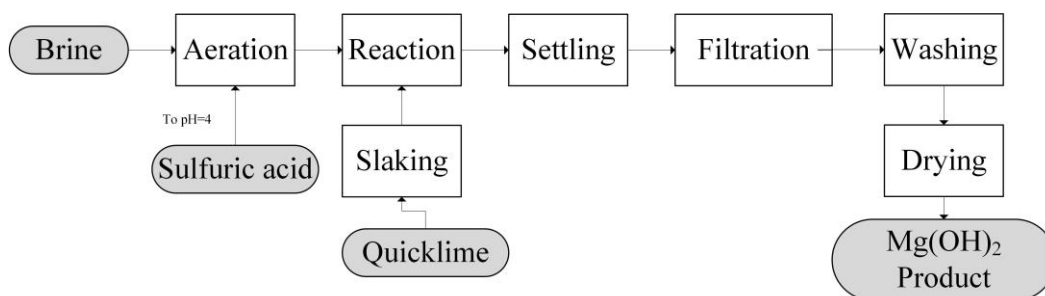 Brine
Aeration
Reaction
Settling
Filtration
Washing
To pH=4
Sulfuric acid
Slaking
Drying
Quicklime
Mg(OH)₂
Product